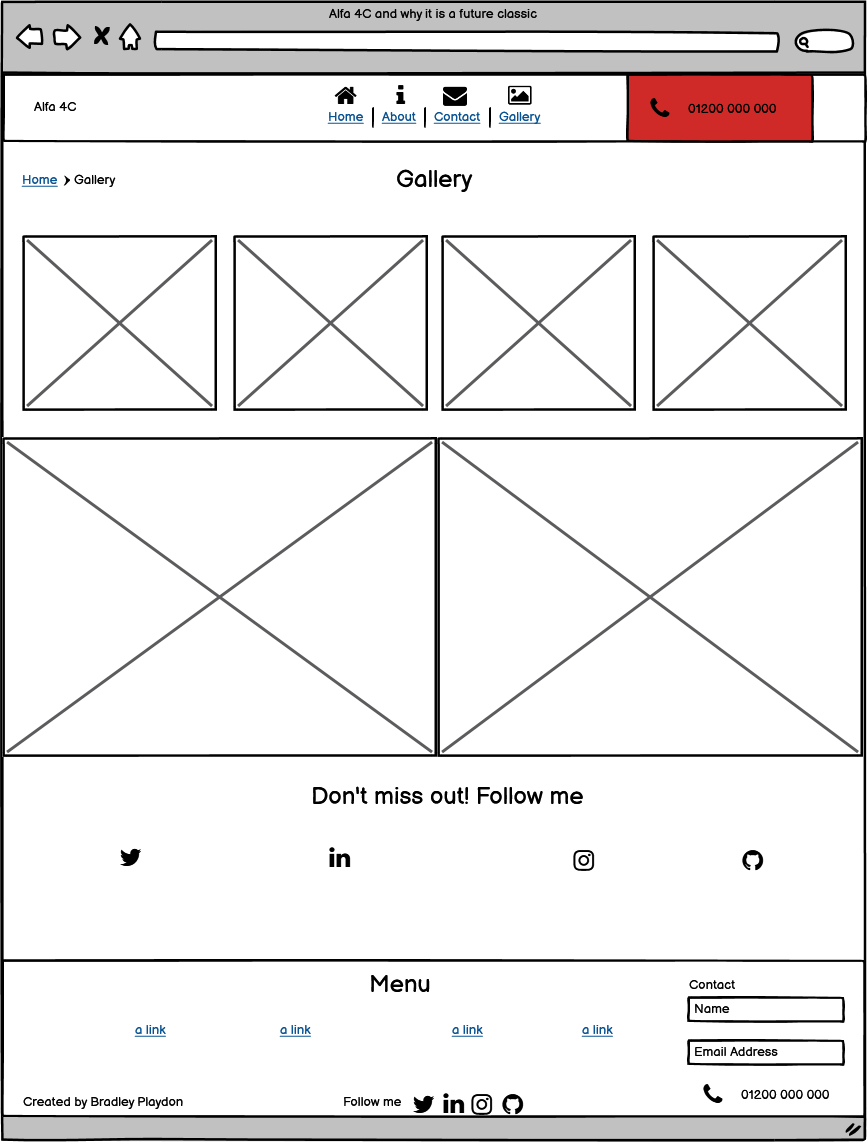 Alfa 4C and why it is a future classic
Alfa 4C
Home
About
Contact
Gallery
01200 000 000
Home
Gallery
Gallery
Don't miss out! Follow me
Menu
a link
a link
a link
a link
Contact
Name
Email Address
01200 000 000
Created by Bradley Playdon
Follow me